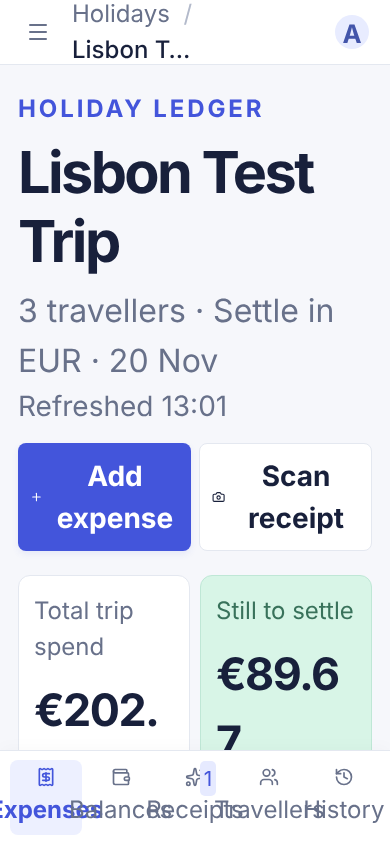 Holidays /
Lisbon T...
A
HOLIDAY LEDGER
Lisbon Test
Trip
3 travellers · Settle in
EUR · 20 Nov
Refreshed 13:01
Add
expense
Scan
receipt
Total trip
spend
€202.
Still to settle
€89.6
7
1
Expenses
Balances
Receipts
Travellers
History